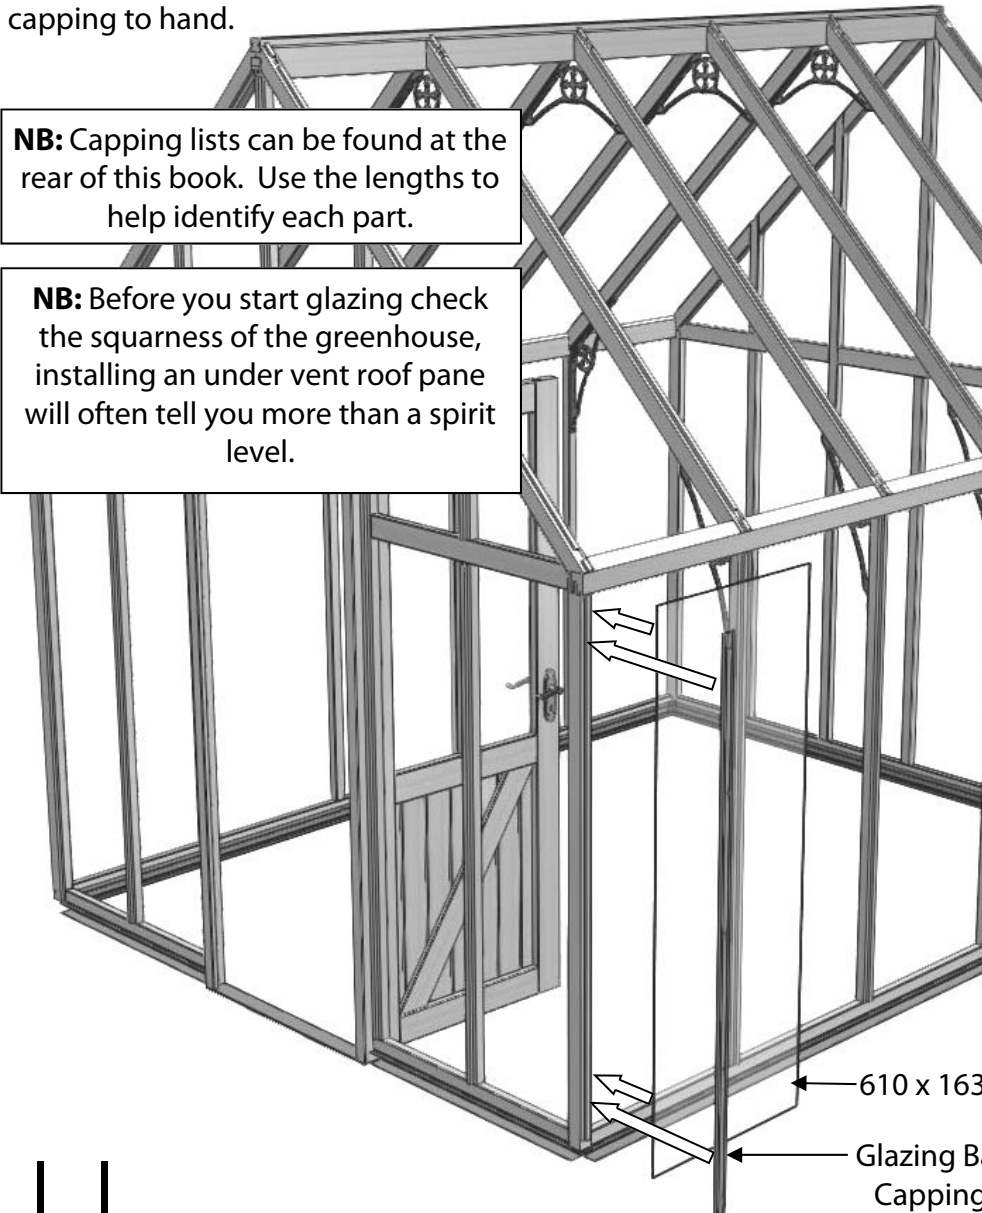 capping to hand.
NB: Capping lists can be found at the
rear of this book. Use the lengths to
help identify each part.
NB: Before you start glazing check
the squarness of the greenhouse,
installing an under vent roof pane
will often tell you more than a spirit
level.
610 x 163
Glazing Ba
Capping